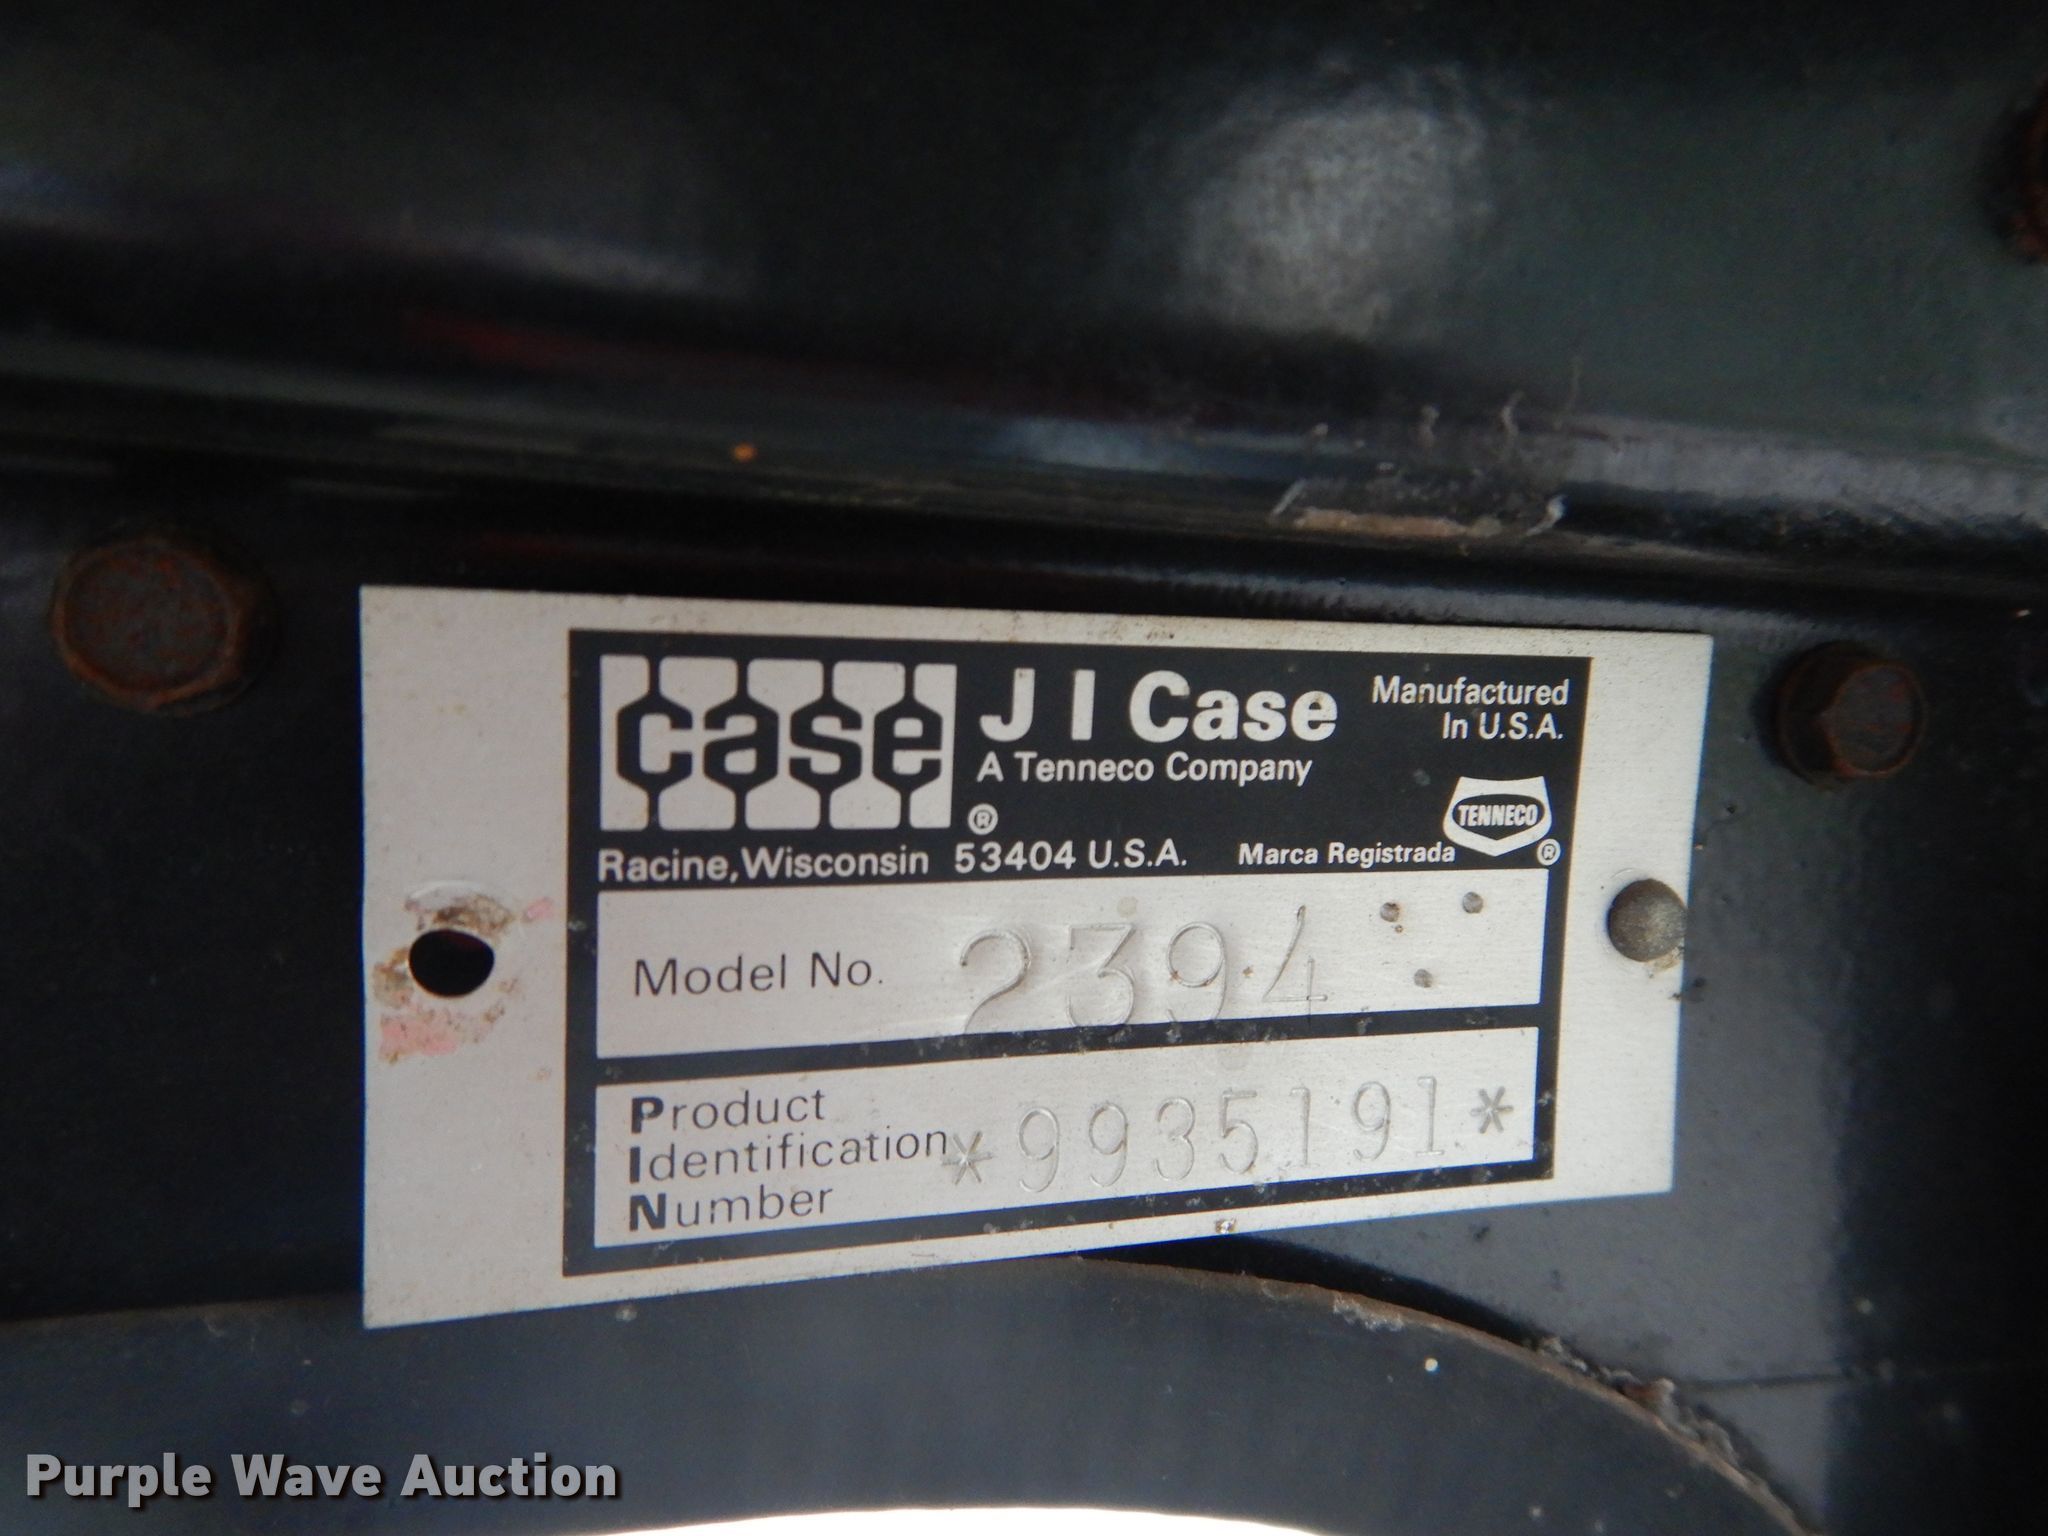 case ®
J I Case
A Tenneco Company
Manufactured
In U.S.A.
TENNECO ®
Racine, Wisconsin 53404 U.S.A. Marca Registrada
Model No. 2394
Product
Identification *9935191*
Number
Purple Wave Auction